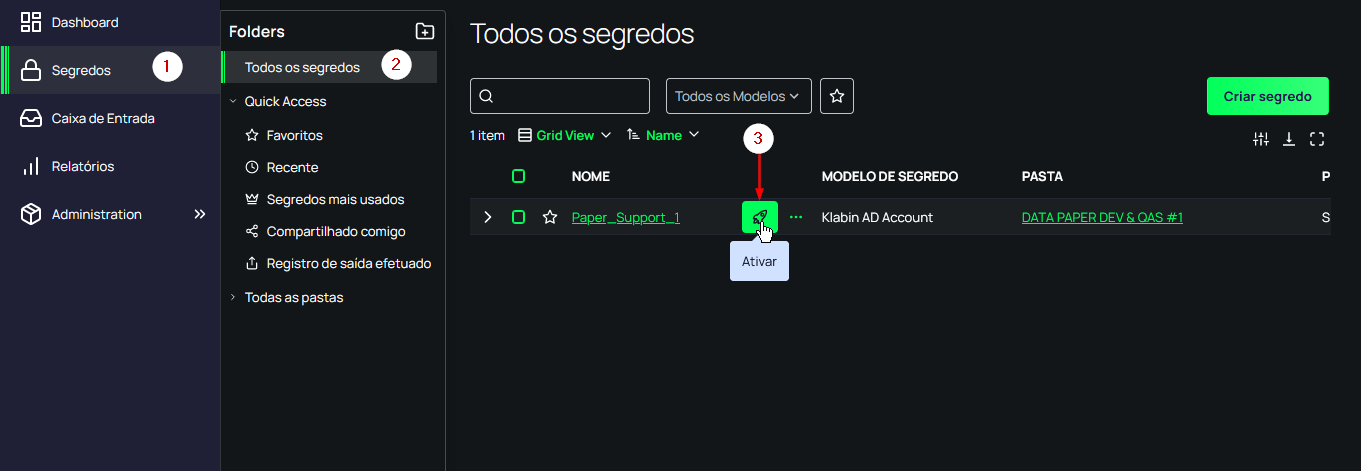 Dashboard
Segredos
1
Caixa de Entrada
Relatórios
Administration
Folders
Todos os segredos
2
Quick Access
Favoritos
Recente
Segredos mais usados
Compartilhado comigo
Registro de saída efetuado
Todas as pastas
Todos os segredos
Todos os Modelos
Criar segredo
1 item
Grid View
Name
3
NOME
MODELO DE SEGREDO
PASTA
P
Paper_Support_1
Klabin AD Account
DATA PAPER DEV & QAS #1
S
Ativar